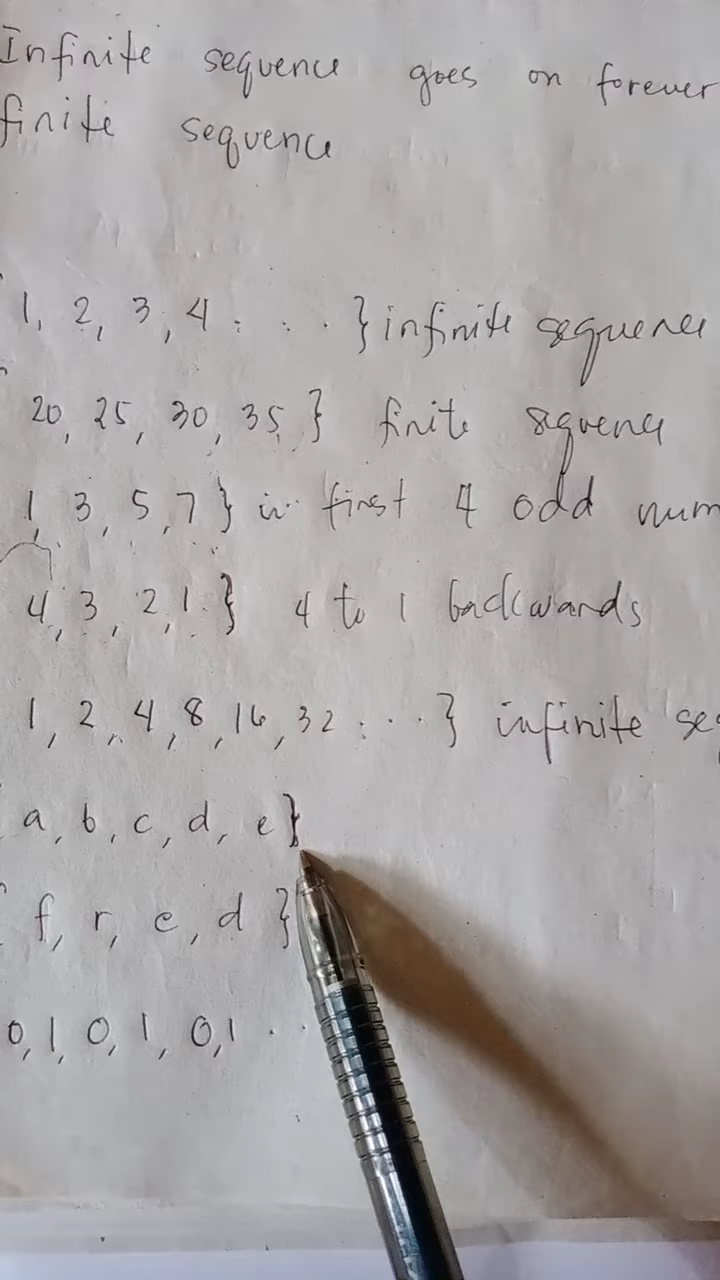 Infinite sequence goes on forever
finite sequence
1, 2, 3, 4 . . . } infinite sequence
20, 25, 30, 35 } finite sequence
1, 3, 5, 7 } is first 4 odd num
4, 3, 2, 1 } 4 to 1 backwards
1, 2, 4, 8, 16, 32 . . . } infinite se
a, b, c, d, e }
f, r, e, d }
0, 1, 0, 1, 0, 1 . .